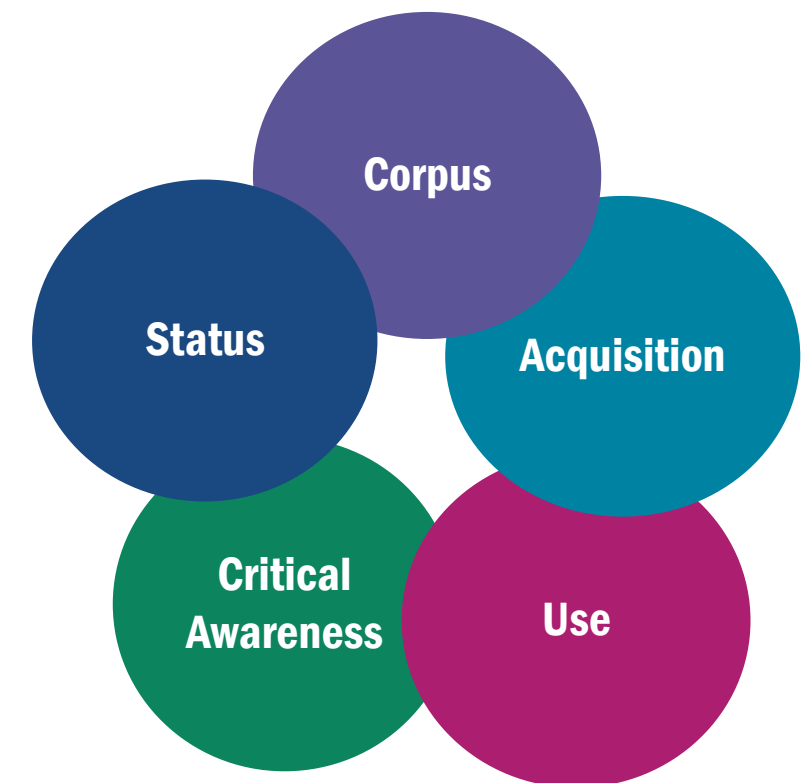 Corpus
Status
Acquisition
Critical
Awareness
Use